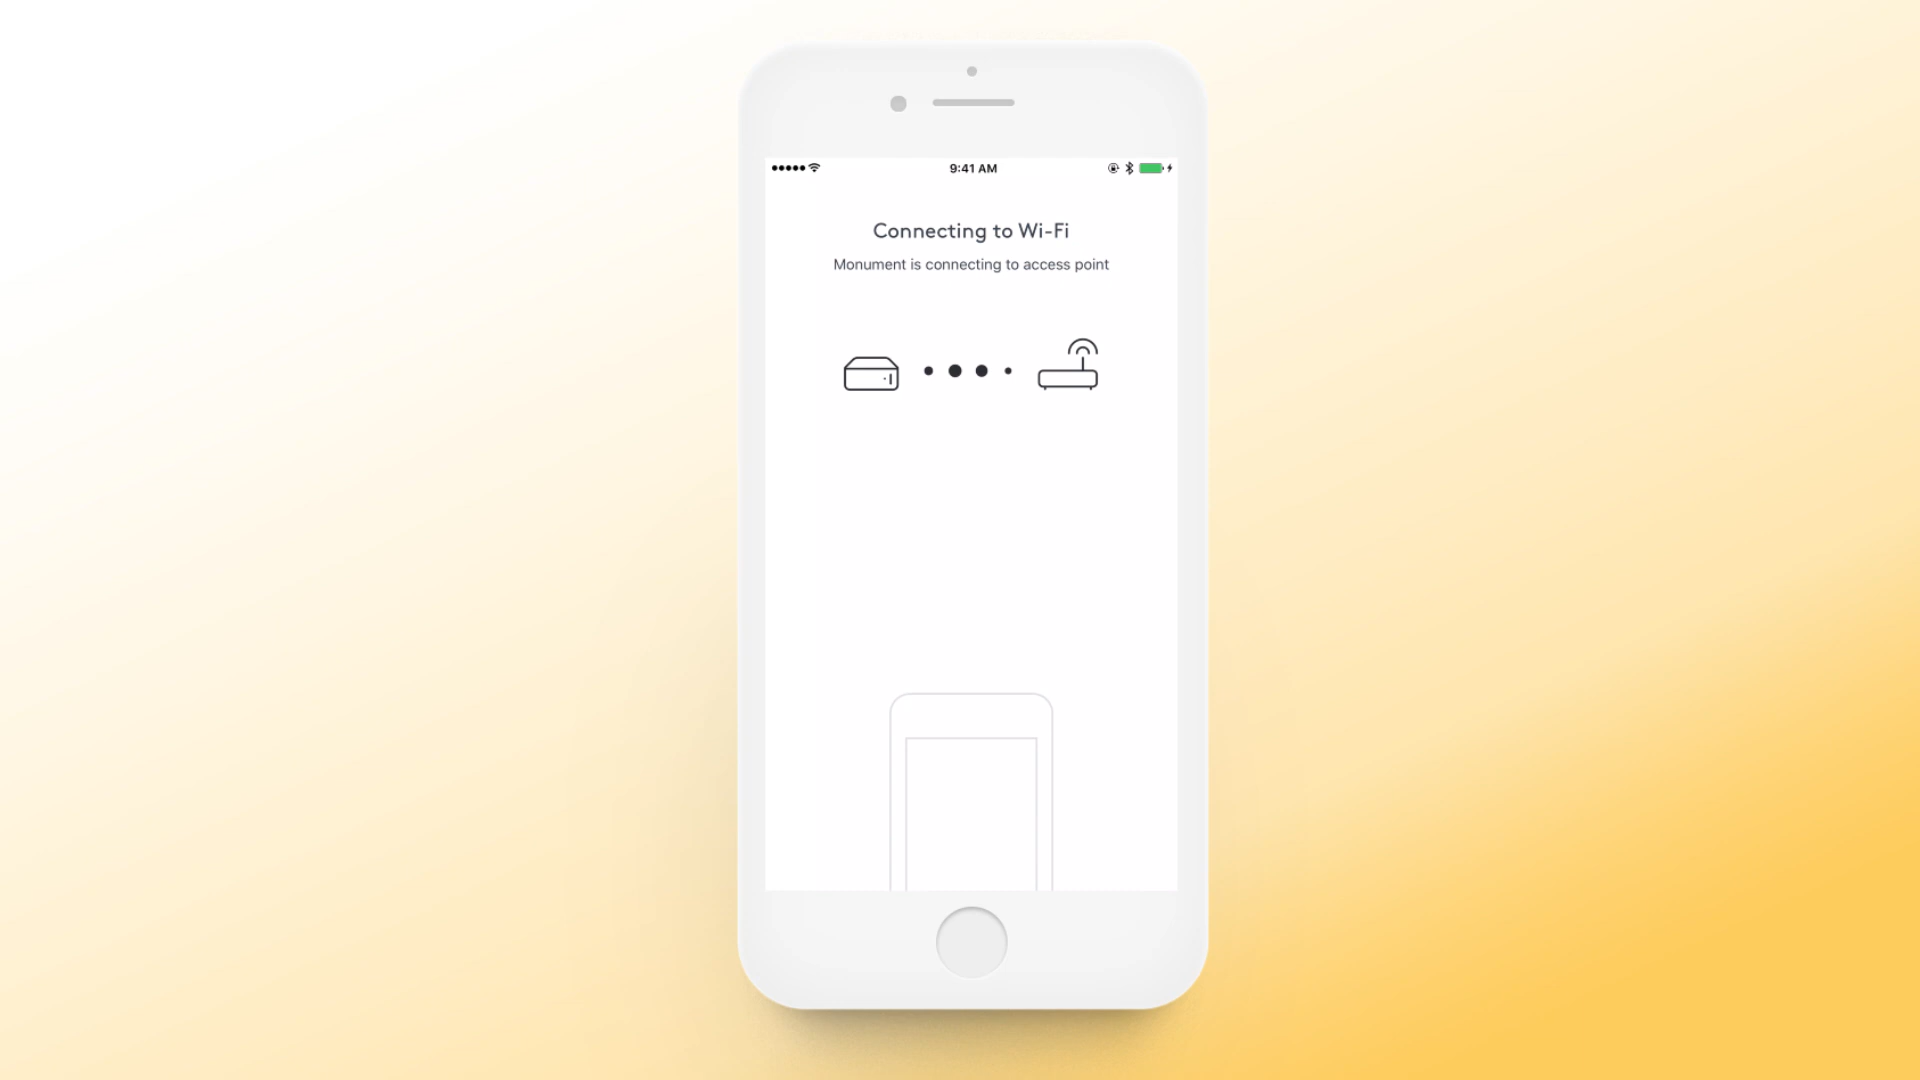 9:41 AM
Connecting to Wi-Fi
Monument is connecting to access point